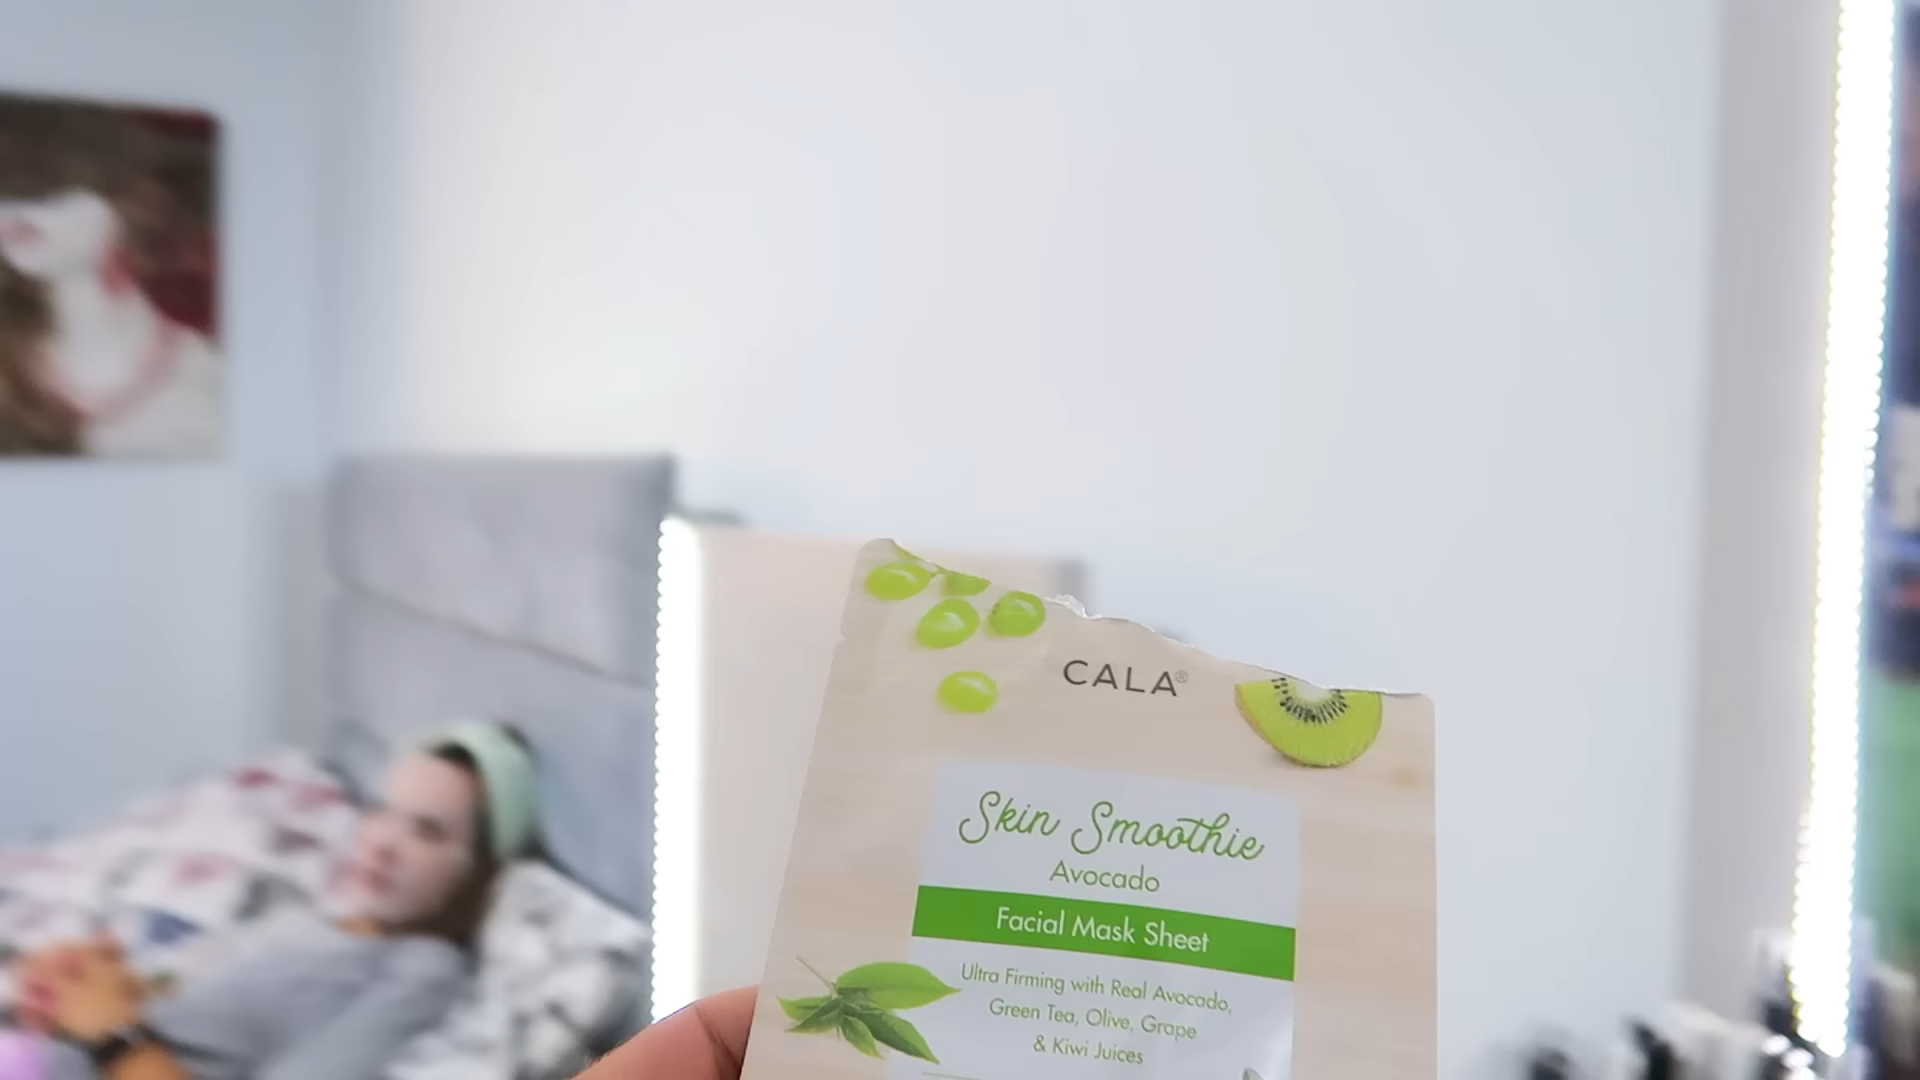 CALA®
Skin Smoothie
Avocado
Facial Mask Sheet
Ultra Firming with Real Avocado,
Green Tea, Olive, Grape
& Kiwi Juices